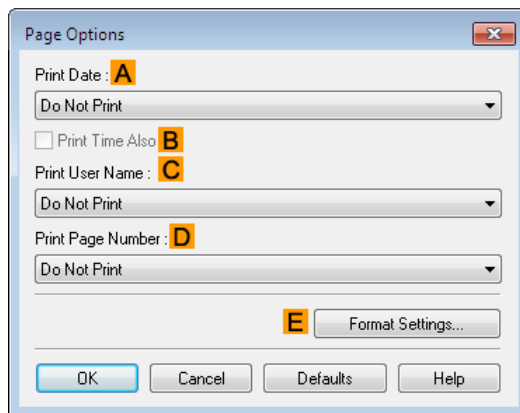 Page Options
Print Date : A
Do Not Print
Print Time Also B
Print User Name : C
Do Not Print
Print Page Number : D
Do Not Print
E Format Settings...
OK Cancel Defaults Help